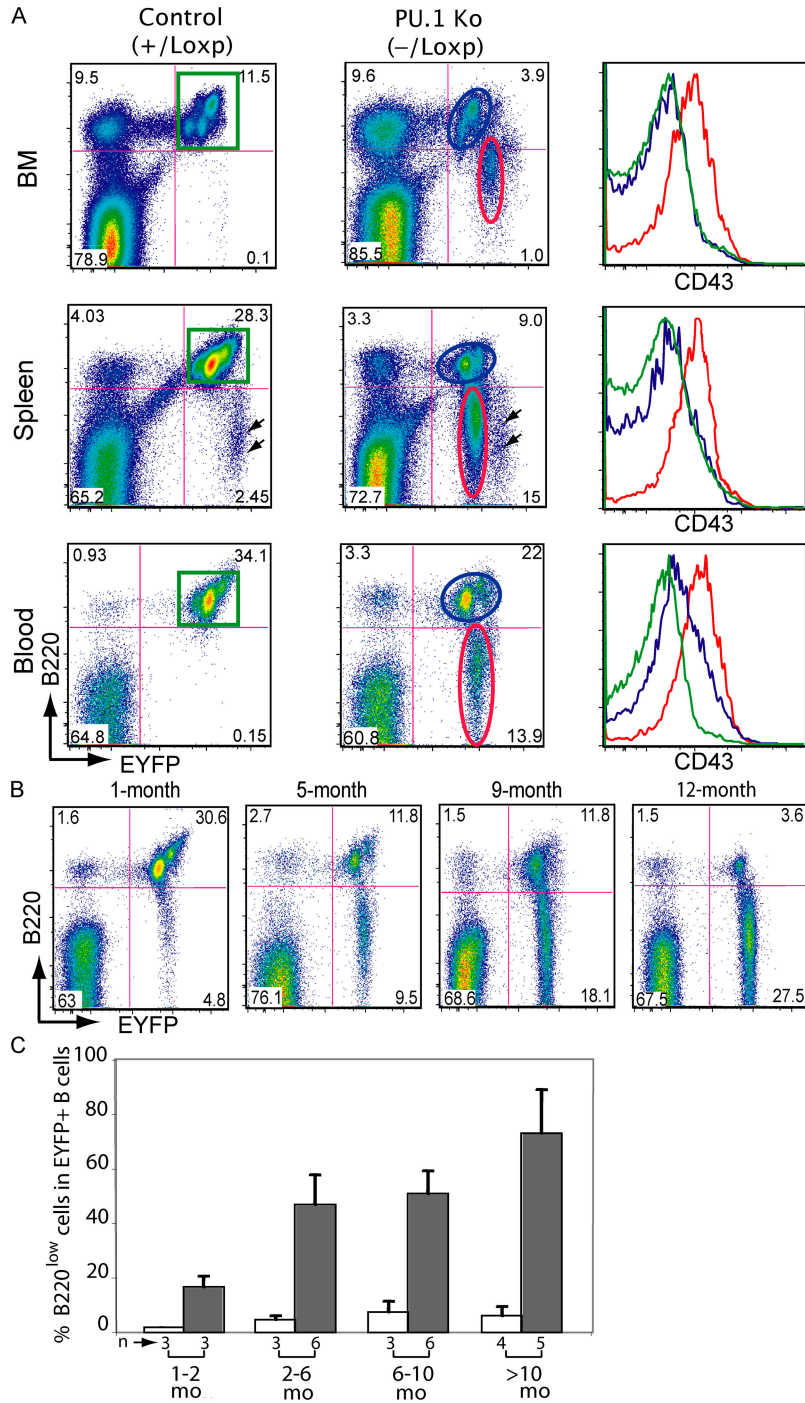 A
Control
(+/Loxp)
PU.1 Ko
(−/Loxp)
BM
9.5
11.5
78.9
0.1
9.6
3.9
85.5
1.0
CD43
Spleen
4.03
28.3
65.2
2.45
3.3
9.0
72.7
15
CD43
Blood
0.93
34.1
64.8
0.15
3.3
22
60.8
13.9
CD43
B220
EYFP
B
1-month
5-month
9-month
12-month
1.6
30.6
63
4.8
2.7
11.8
76.1
9.5
1.5
11.8
68.6
18.1
1.5
3.6
67.5
27.5
B220
EYFP
C
% B220low cells in EYFP+ B cells
100
80
60
40
20
0
n
3 3 3 6 3 6 4 5
1-2 2-6 6-10 >10
mo mo mo mo